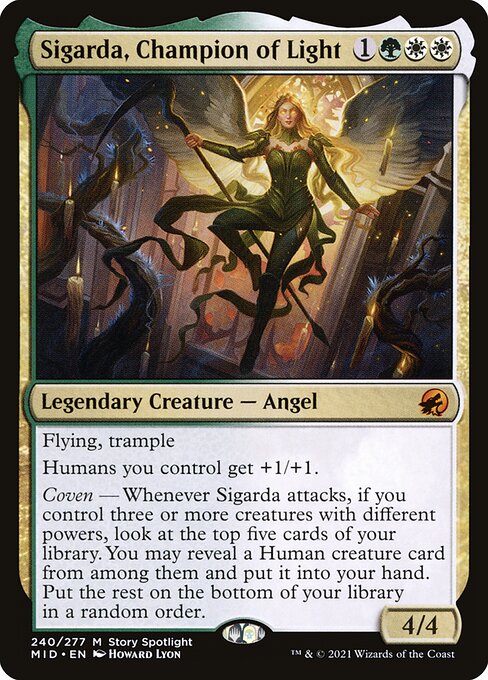 Sigarda, Champion of Light 1
Legendary Creature — Angel
Flying, trample
Humans you control get +1/+1.
Coven — Whenever Sigarda attacks, if you
control three or more creatures with different
powers, look at the top five cards of your
library. You may reveal a Human creature card
from among them and put it into your hand.
Put the rest on the bottom of your library
in a random order.
4/4
240/277 M Story Spotlight
MID • EN Howard Lyon ™ & © 2021 Wizards of the Coast